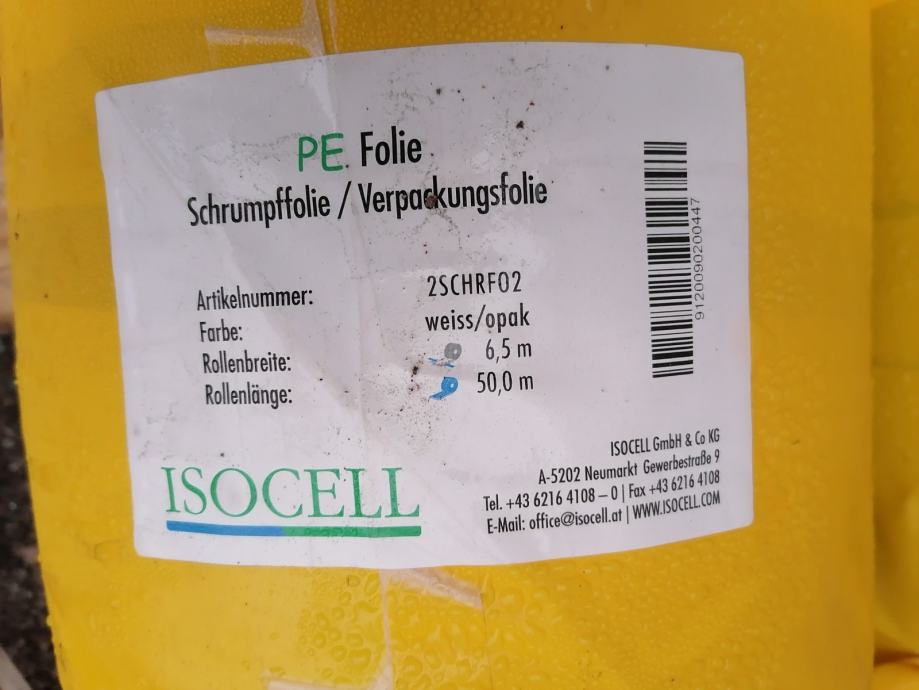 PE Folie
Schrumpffolie / Verpackungsfolie
Artikelnummer: 2SCHRF02
Farbe: weiss/opak
Rollenbreite: 6,5 m
Rollenlänge: 50,0 m
9120090200447
ISOCELL
ISOCELL GmbH & Co KG
A-5202 Neumarkt Gewerbestraße 9
Tel. +43 6216 4108 – 0 | Fax +43 6216 4108
E-Mail: office@isocell.at | WWW.ISOCELL.COM